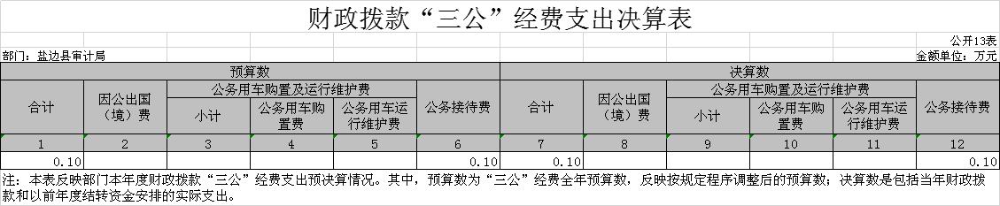 财政拨款“三公”经费支出决算表
公开13表
部门：盐边县审计局 金额单位：万元
预算数 决算数
合计 因公出国（境）费 公务用车购置及运行维护费 公务接待费 合计 因公出国（境）费 公务用车购置及运行维护费 公务接待费
小计 公务用车购置费 公务用车运行维护费 小计 公务用车购置费 公务用车运行维护费
1 2 3 4 5 6 7 8 9 10 11 12
0.10 0.10 0.10 0.10
注：本表反映部门本年度财政拨款“三公”经费支出预决算情况。其中，预算数为“三公”经费全年预算数，反映按规定程序调整后的预算数；决算数是包括当年财政拨
款和以前年度结转资金安排的实际支出。